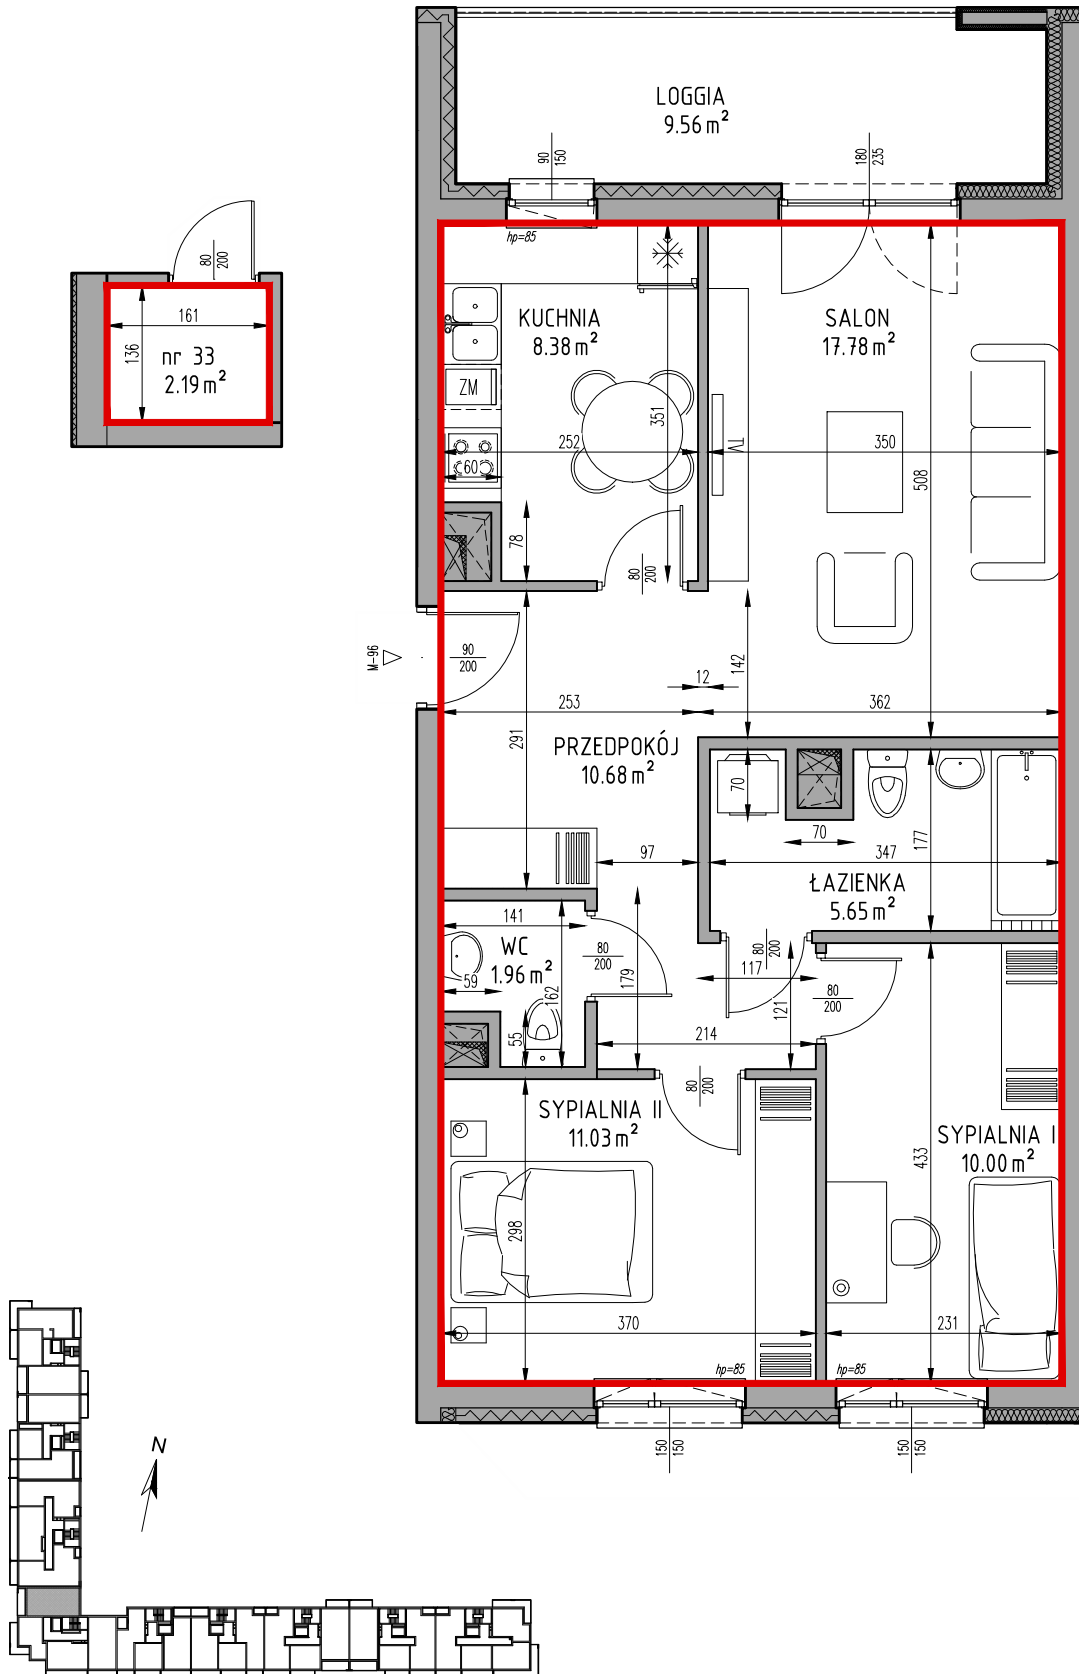 LOGGIA
9.56 m²
90
150
180
235
hp=85
80
200
161
136
nr 33
2.19 m²
KUCHNIA
8.38 m²
SALON
17.78 m²
ZM
351
252
60
TV
350
508
78
80
200
M-96
90
200
142
12
253
362
291
PRZEDPOKÓJ
10.68 m²
70
70
97
347
177
ŁAZIENKA
5.65 m²
141
WC
1.96 m²
59
162
55
80
200
179
80
200
117
121
80
200
214
80
200
SYPIALNIA II
11.03 m²
SYPIALNIA I
10.00 m²
433
298
370
231
hp=85
hp=85
150
150
150
150
N